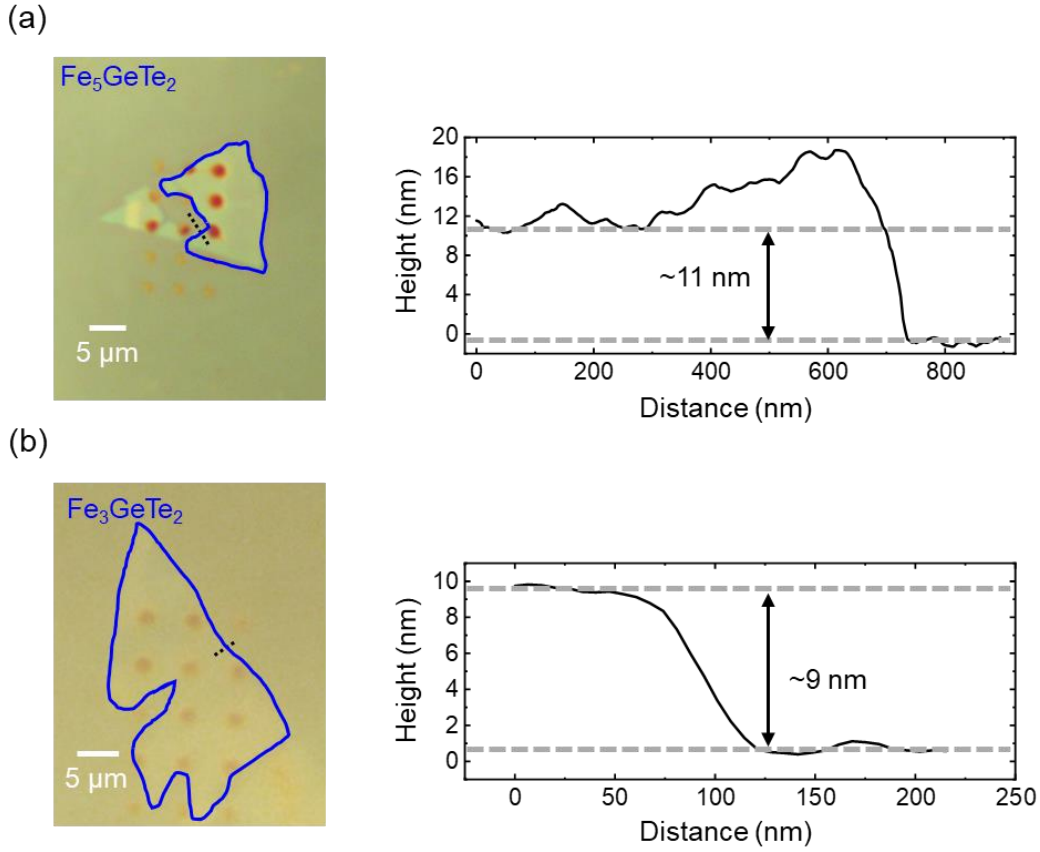 (a)
Fe₅GeTe₂
5 μm
20
16
12
8
4
0
Height (nm)
~11 nm
0 200 400 600 800
Distance (nm)
(b)
Fe₃GeTe₂
5 μm
10
8
6
4
2
0
Height (nm)
~9 nm
0 50 100 150 200 250
Distance (nm)